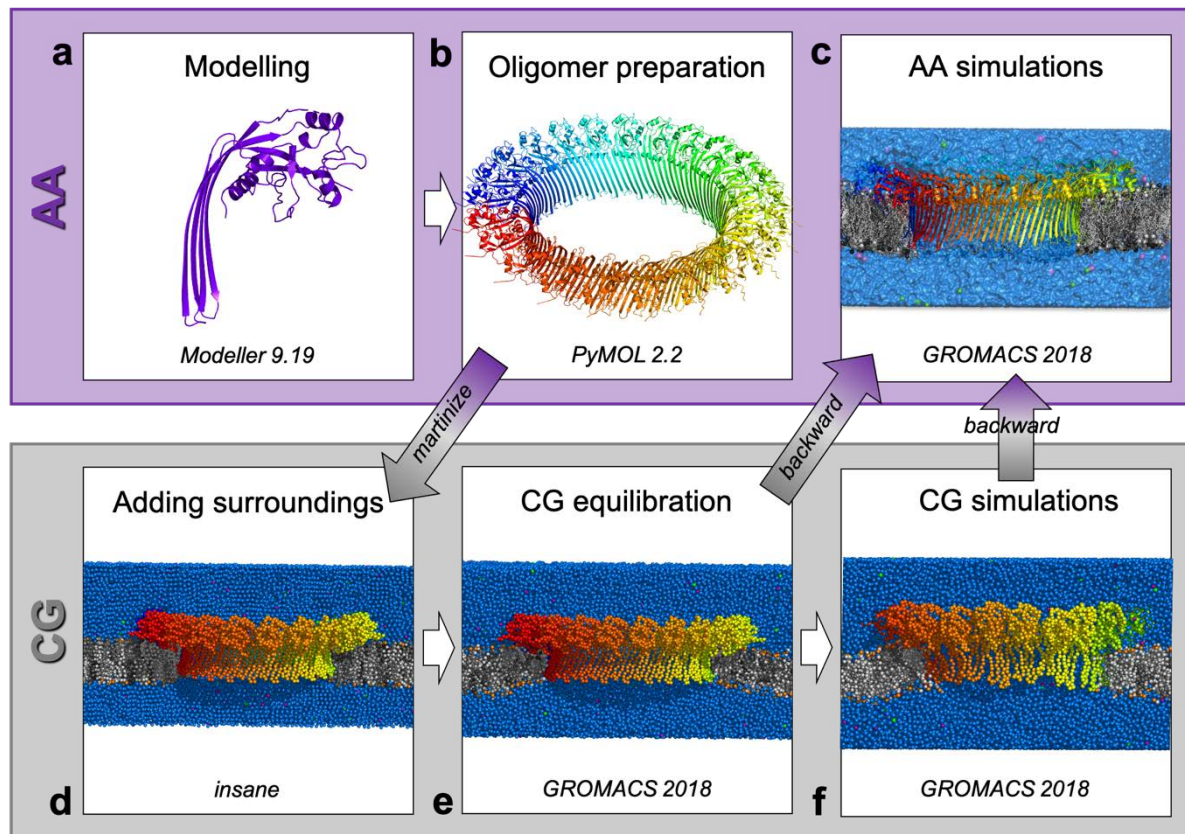 AA
a
Modelling
Modeller 9.19
b
Oligomer preparation
PyMOL 2.2
c
AA simulations
GROMACS 2018
martinize
backward
backward
CG
Adding surroundings
insane
d
CG equilibration
GROMACS 2018
e
CG simulations
GROMACS 2018
f